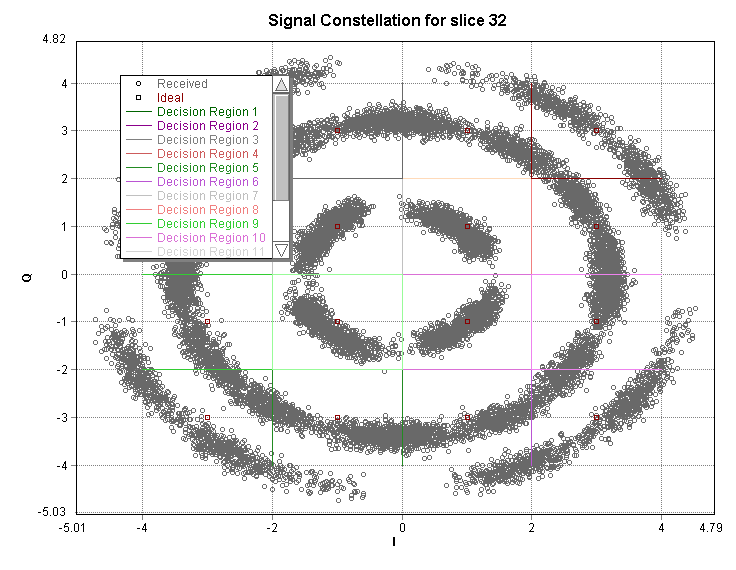 Signal Constellation for slice 32
4.82
4
3
2
1
0
-1
-2
-3
-4
-5.03
Q
Received
Ideal
Decision Region 1
Decision Region 2
Decision Region 3
Decision Region 4
Decision Region 5
Decision Region 6
Decision Region 7
Decision Region 8
Decision Region 9
Decision Region 10
Decision Region 11
-5.01 -4 -2 0 2 4 4.79
I